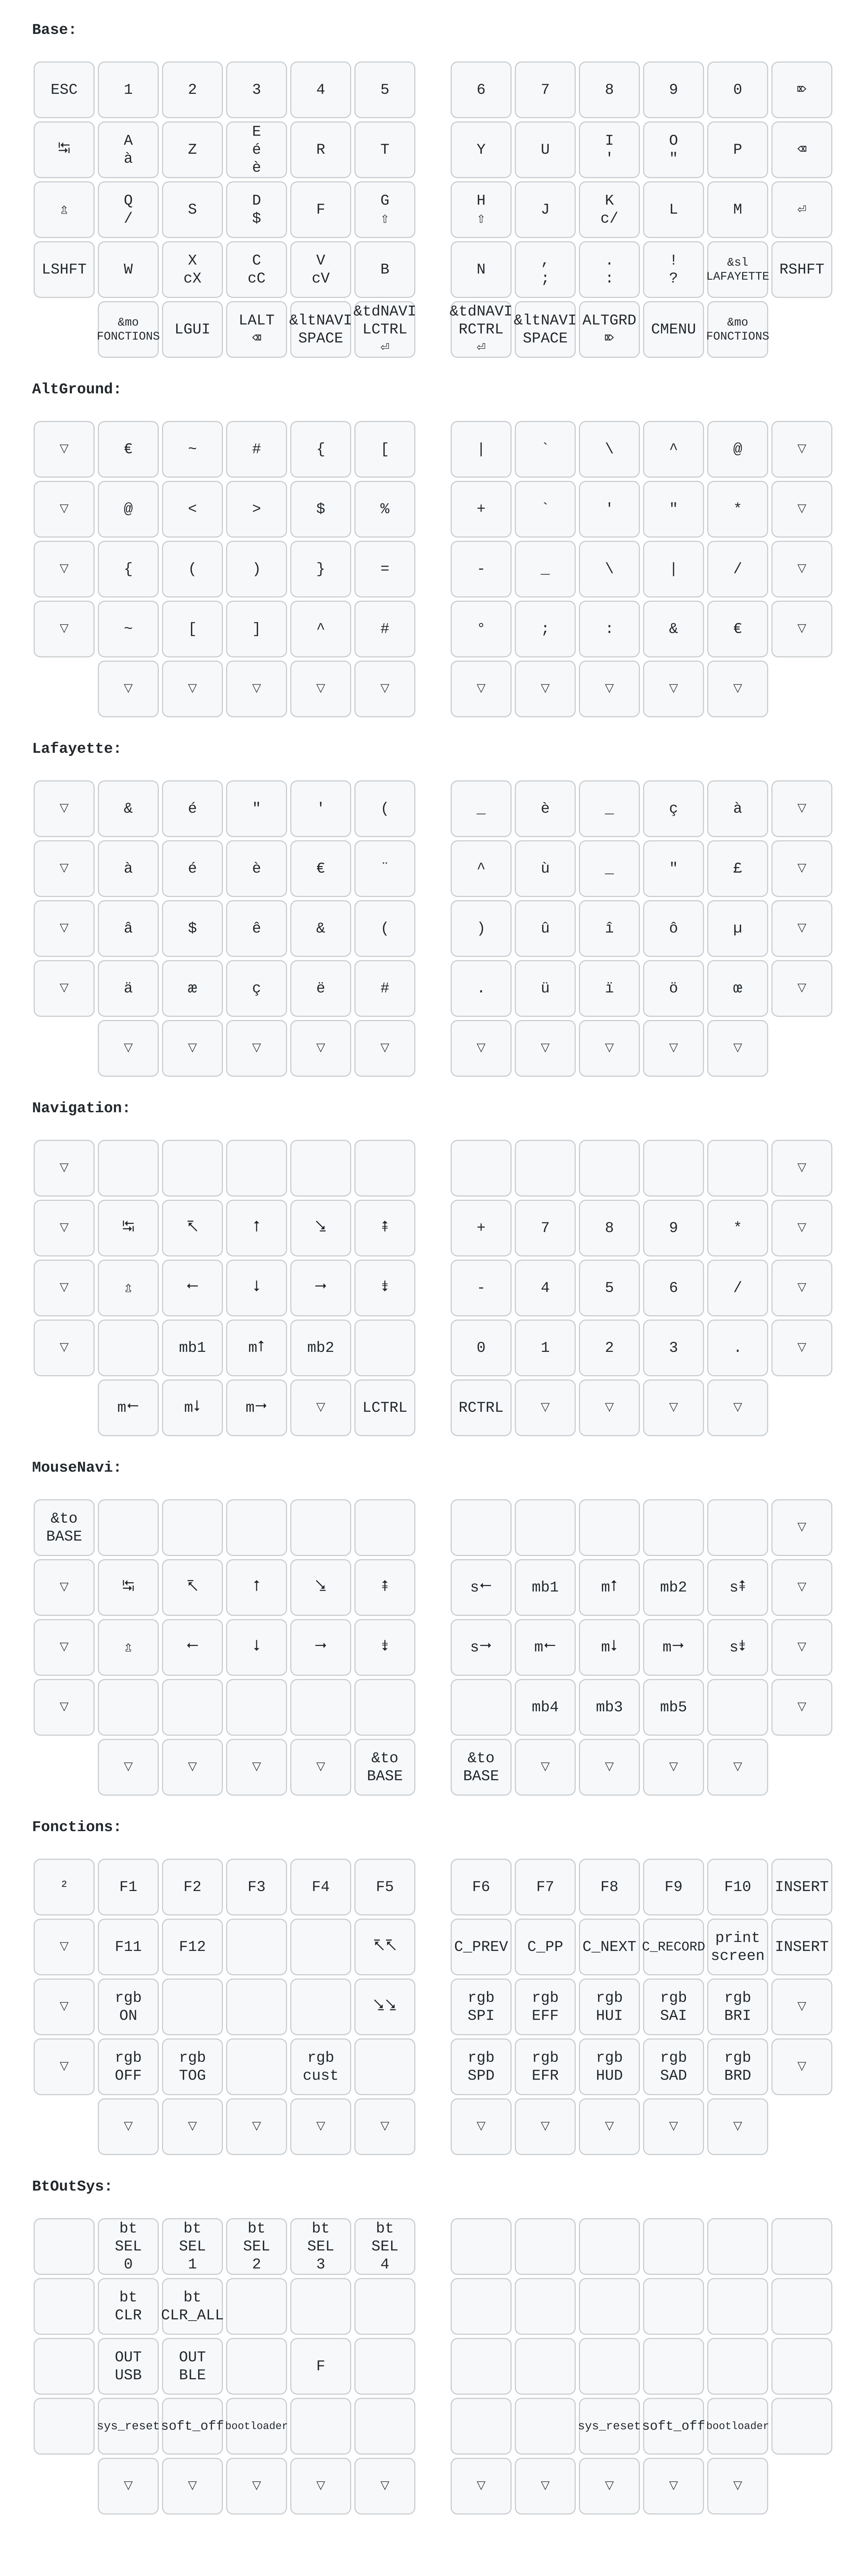 Base:
ESC 1 2 3 4 5 6 7 8 9 0 ⌦
↹ A à Z E é è R T Y U I ' O " P ⌫
⇫ Q / S D $ F G ⇧ H ⇧ J K c/ L M ⏎
LSHFT W X cX C cC V cV B N , ; . : ! ? &sl LAFAYETTE RSHFT
&mo FONCTIONS LGUI LALT ⌫ &ltNAVI SPACE &tdNAVI LCTRL ⏎ &tdNAVI RCTRL ⏎ &ltNAVI SPACE ALTGRD ⌦ CMENU &mo FONCTIONS
AltGround:
▽ € ~ # { [ | ` \ ^ @ ▽
▽ @ < > $ % + ` ' " * ▽
▽ { ( ) } = - _ \ | / ▽
▽ ~ [ ] ^ # ° ; : & € ▽
▽ ▽ ▽ ▽ ▽ ▽ ▽ ▽ ▽ ▽
Lafayette:
▽ & é " ' ( _ è _ ç à ▽
▽ à é è € ¨ ^ ù _ " £ ▽
▽ â $ ê & ( ) û î ô µ ▽
▽ ä æ ç ë # . ü ï ö œ ▽
▽ ▽ ▽ ▽ ▽ ▽ ▽ ▽ ▽ ▽
Navigation:
▽ ▽
▽ ↹ ⭶ ↑ ⭸ ⇞ + 7 8 9 * ▽
▽ ⇫ ← ↓ → ⇟ - 4 5 6 / ▽
▽ mb1 m↑ mb2 0 1 2 3 . ▽
m← m↓ m→ ▽ LCTRL RCTRL ▽ ▽ ▽ ▽
MouseNavi:
&to BASE ▽
▽ ↹ ⭶ ↑ ⭸ ⇞ s← mb1 m↑ mb2 s⇞ ▽
▽ ⇫ ← ↓ → ⇟ s→ m← m↓ m→ s⇟ ▽
▽ mb4 mb3 mb5 ▽
▽ ▽ ▽ ▽ &to BASE &to BASE ▽ ▽ ▽ ▽
Fonctions:
² F1 F2 F3 F4 F5 F6 F7 F8 F9 F10 INSERT
▽ F11 F12 ⭶⭶ C_PREV C_PP C_NEXT C_RECORD print screen INSERT
▽ rgb ON ⭸⭸ rgb SPI rgb EFF rgb HUI rgb SAI rgb BRI ▽
▽ rgb OFF rgb TOG rgb cust rgb SPD rgb EFR rgb HUD rgb SAD rgb BRD ▽
▽ ▽ ▽ ▽ ▽ ▽ ▽ ▽ ▽ ▽
BtOutSys:
bt SEL 0 bt SEL 1 bt SEL 2 bt SEL 3 bt SEL 4
bt CLR bt CLR_ALL
OUT USB OUT BLE F
sys_reset soft_off bootloader sys_reset soft_off bootloader
▽ ▽ ▽ ▽ ▽ ▽ ▽ ▽ ▽ ▽